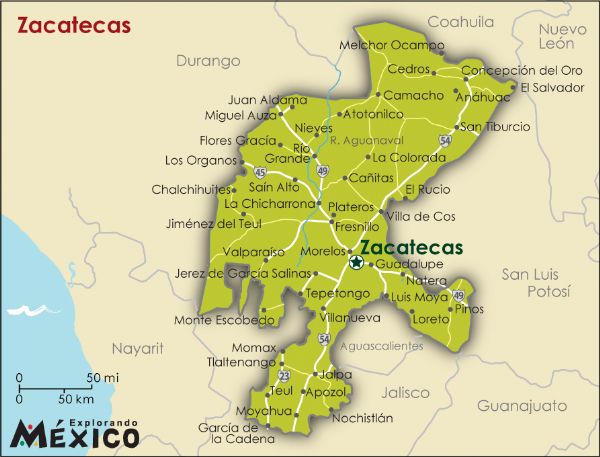 Zacatecas
Coahuila
Nuevo
León
Durango
Melchor Ocampo
Cedros
Concepción del Oro
El Salvador
Camacho
Anáhuac
Juan Aldama
Miguel Auza
Atotonilco
Nieves
San Tiburcio
R. Aguanaval
54
Flores Gracía
Río
Grande
La Colorada
Los Organos
45
49
Cañitas
Saín Alto
Chalchihuites
El Rucio
La Chicharrona
Plateros
Villa de Cos
Jiménez del Teul
Fresnillo
Morelos
Zacatecas
Valparaíso
Guadalupe
Jerez de García Salinas
Natera
San Luis
Potosí
Tepetongo
Luis Moya
49
Pinos
Monte Escobedo
Villanueva
Loreto
54
Aguascalientes
Nayarit
Momax
Tlaltenango
Jalpa
23
50 mi
0
50 km
0
Teul
Apozol
Jalisco
Moyahua
Nochistlán
Guanajuato
García de
la Cadena
Explorando
MÉXICO